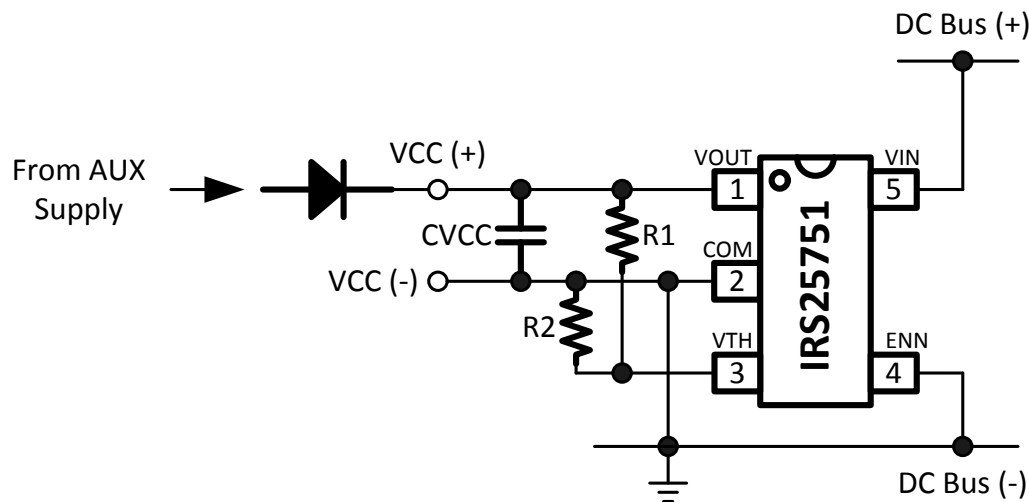 DC Bus (+)
From AUX
Supply
VCC (+)
VOUT
VIN
1
5
CVCC
R1
COM
2
VCC (-)
R2
IRS25751
VTH
ENN
3
4
DC Bus (-)